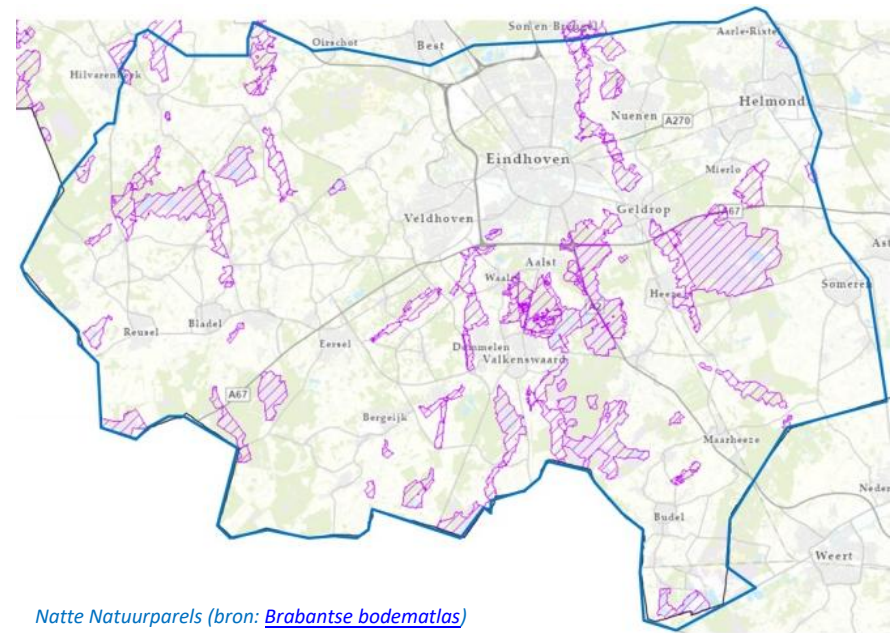 Oirschot
Best
Son en Breugel
Aarle-Rixtel
Hilvarenbeek
Helmond
Nuenen
A270
Eindhoven
Mierlo
Geldrop
A67
Veldhoven
Aalst
Waalre
Someren
Heeze
A2
Reusel
Bladel
Eersel
Dommelen
Valkenswaard
A67
Bergeijk
Maarheeze
Budel
Weert
Natte Natuurparels (bron: Brabantse bodematlas)